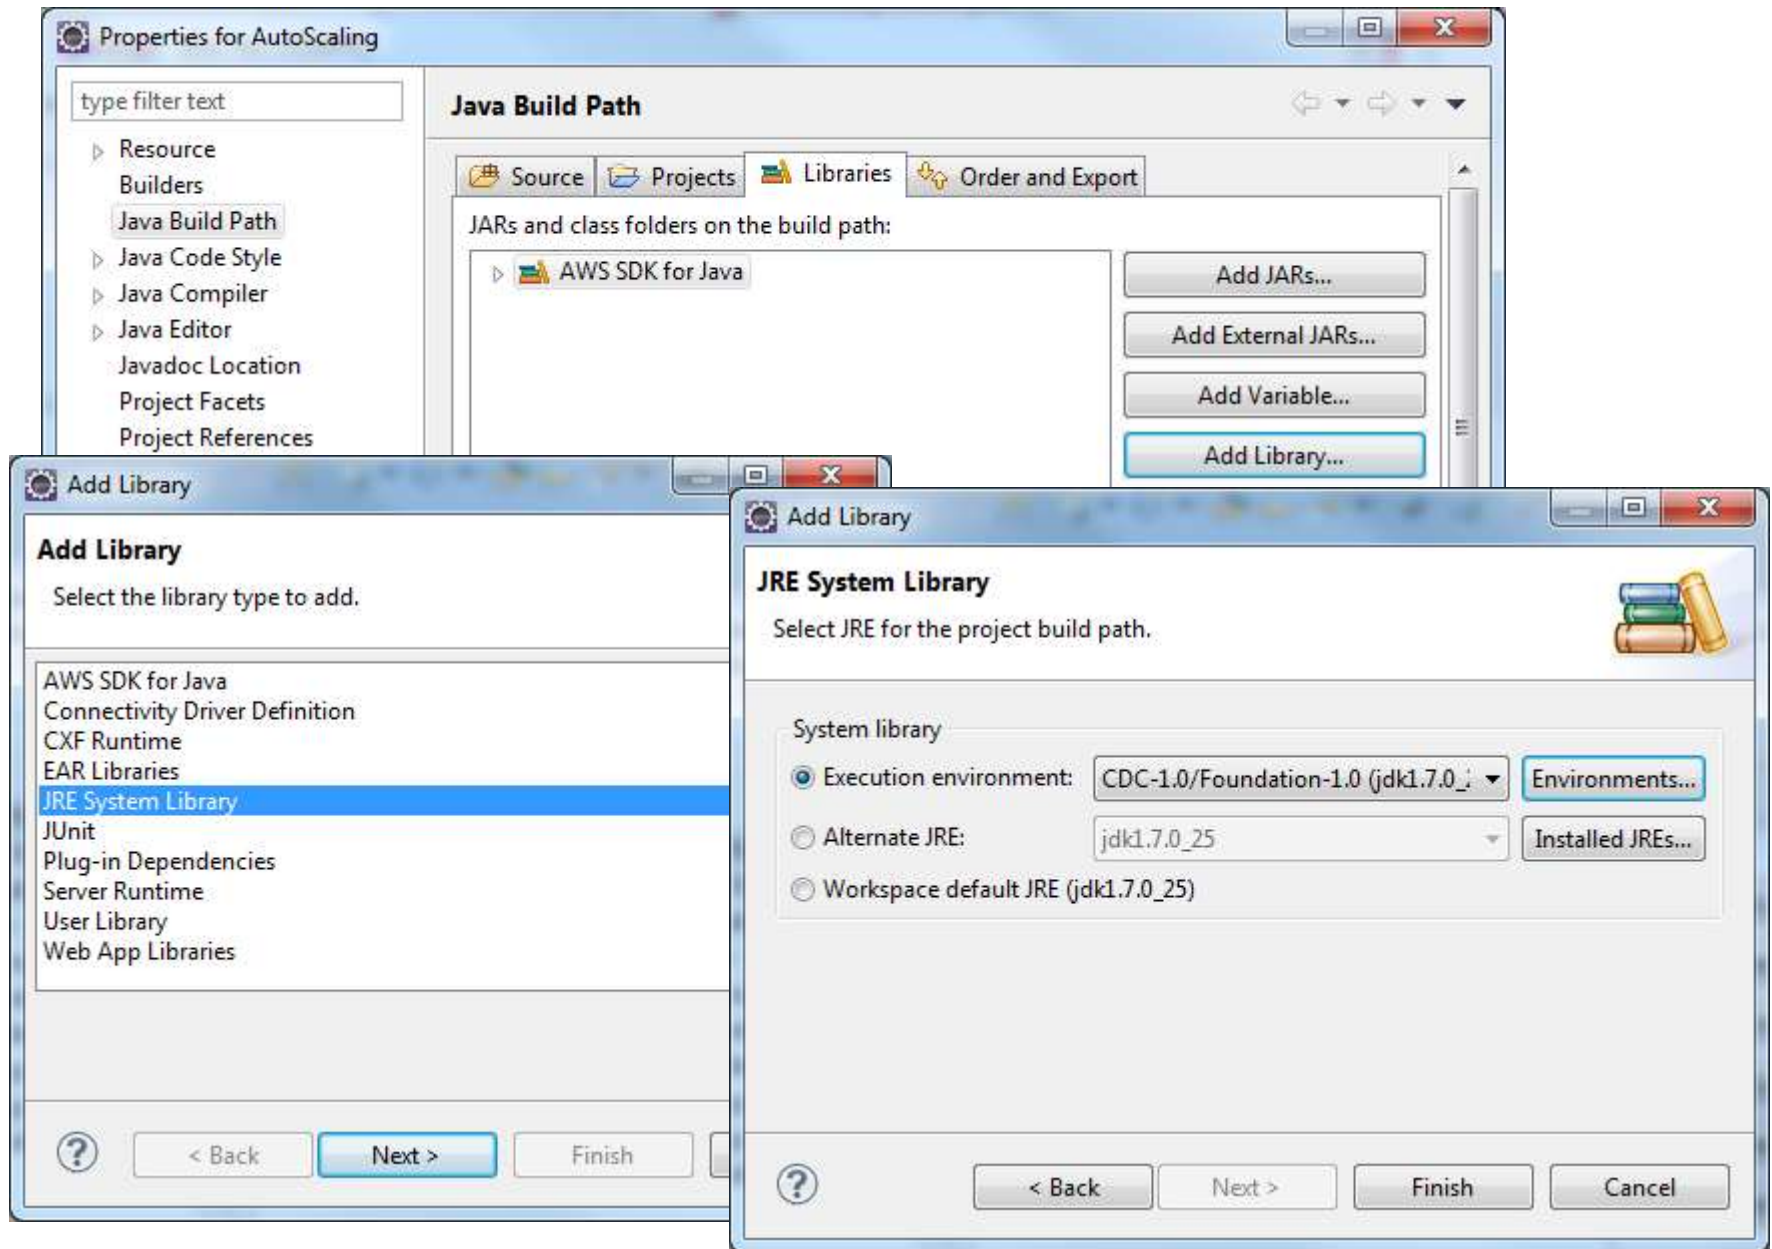 Properties for AutoScaling
type filter text
Resource
Builders
Java Build Path
Java Code Style
Java Compiler
Java Editor
Javadoc Location
Project Facets
Project References
Java Build Path
Source Projects Libraries Order and Export
JARs and class folders on the build path:
AWS SDK for Java
Add JARs...
Add External JARs...
Add Variable...
Add Library...
Add Library
Add Library
Select the library type to add.
AWS SDK for Java
Connectivity Driver Definition
CXF Runtime
EAR Libraries
JRE System Library
JUnit
Plug-in Dependencies
Server Runtime
User Library
Web App Libraries
? < Back Next > Finish
Add Library
JRE System Library
Select JRE for the project build path.
System library
Execution environment: CDC-1.0/Foundation-1.0 (jdk1.7.0_ Environments...
Alternate JRE: jdk1.7.0_25 Installed JREs...
Workspace default JRE (jdk1.7.0_25)
? < Back Next > Finish Cancel